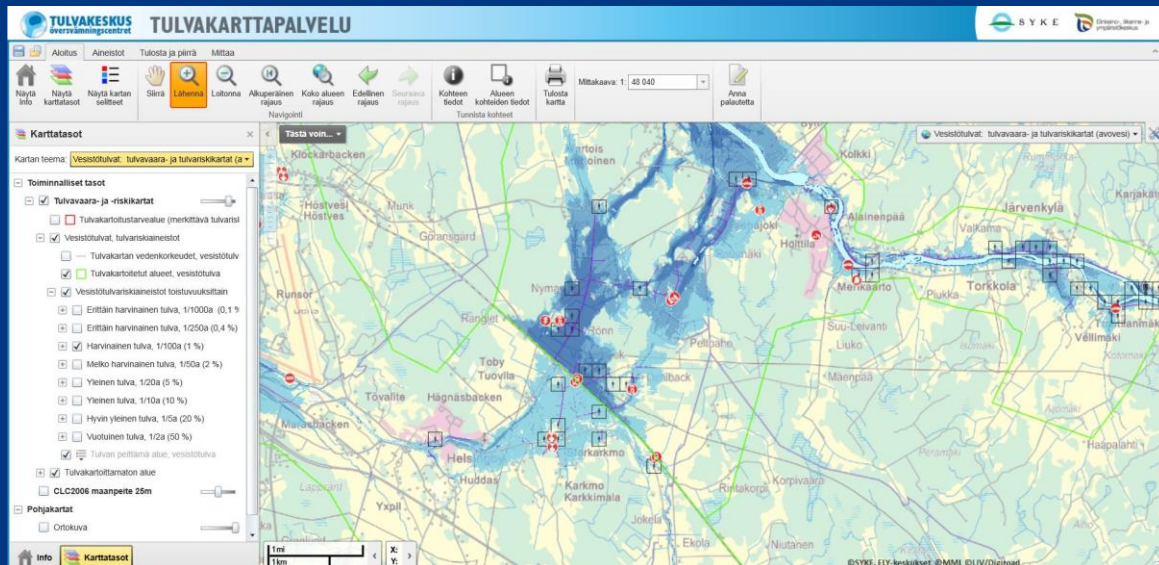 TULVAKESKUS
översvämningscentret
TULVAKARTTAPALVELU
SYKE
Aloitus Aineistot Tulosta ja piirrä Mittaa
Näytä Info
Näytä karttatasot
Näytä kartan selitteet
Siirrä
Lähennä
Loitonna
Alkuperäinen rajaus
Koko alueen rajaus
Edellinen rajaus
Seuraava rajaus
Kohteen tiedot
Alueen kohteiden tiedot
Tulosta kartta
Mittakaava: 1: 48 040
Anna palautetta
Navigointi
Tunnista kohteet
Karttatasot
Kartan teema: Vesistötulvat: tulvavaara- ja tulvariskikartat (a
Toiminnalliset tasot
Tulvavaara- ja -riskikartat
Tulvakartoitustarvealue (merkittävä tulvarisl
Vesistötulvat, tulvariskiaineistot
Tulvakartan vedenkorkeudet, vesistötulv
Tulvakartoitetut alueet, vesistötulva
Vesistötulvariskiaineistot toistuvuuksittain
Erittäin harvinainen tulva, 1/1000a (0,1 %
Erittäin harvinainen tulva, 1/250a (0,4 %)
Harvinainen tulva, 1/100a (1 %)
Melko harvinainen tulva, 1/50a (2 %)
Yleinen tulva, 1/20a (5 %)
Yleinen tulva, 1/10a (10 %)
Hyvin yleinen tulva, 1/5a (20 %)
Vuotuinen tulva, 1/2a (50 %)
Tulvan peittämä alue, vesistötulva
Tulvakartoittamaton alue
CLC2006 maanpeite 25m
Pohjakartat
Ortokuva
Info
Karttatasot
Tästä voin...
Vesistötulvat: tulvavaara- ja tulvariskikartat (avovesi)
Klockarbacken
Kolkki
Höstvesi
Höstves
Munk
Göransgård
Alainenpää
Järvenkylä
Valkama
Hoittila
Runsor
Merikaarto
Piukka
Torkkola
Vellimäki
Rånglet
Rönn
Toby
Tuovila
Pelibaho
Suu-Leivanti
Liuko
Mäenpää
Tövalite
Hägnäsbacken
Huddas
Karkmo
Karkkimala
Rintakorpi
Korpivaara
Haapalahti
Yxpil
Jokela
Ekola
Niutanen
1mi
1km
X:
Y:
©SYKE, ELY-keskukset ©MML ©LIV/Digiroad